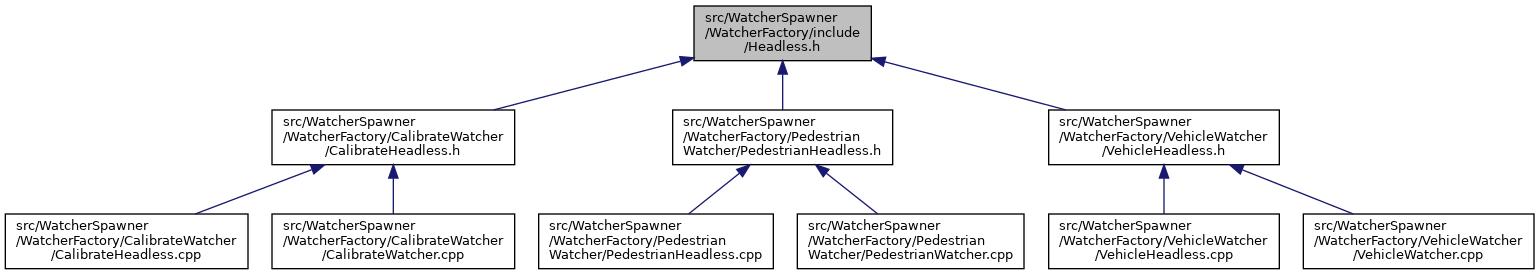 src/WatcherSpawner
/WatcherFactory/include
/Headless.h
src/WatcherSpawner
/WatcherFactory/CalibrateWatcher
/CalibrateHeadless.h
src/WatcherSpawner
/WatcherFactory/Pedestrian
Watcher/PedestrianHeadless.h
src/WatcherSpawner
/WatcherFactory/VehicleWatcher
/VehicleHeadless.h
src/WatcherSpawner
/WatcherFactory/CalibrateWatcher
/CalibrateHeadless.cpp
src/WatcherSpawner
/WatcherFactory/CalibrateWatcher
/CalibrateWatcher.cpp
src/WatcherSpawner
/WatcherFactory/Pedestrian
Watcher/PedestrianHeadless.cpp
src/WatcherSpawner
/WatcherFactory/Pedestrian
Watcher/PedestrianWatcher.cpp
src/WatcherSpawner
/WatcherFactory/VehicleWatcher
/VehicleHeadless.cpp
src/WatcherSpawner
/WatcherFactory/VehicleWatcher
/VehicleWatcher.cpp